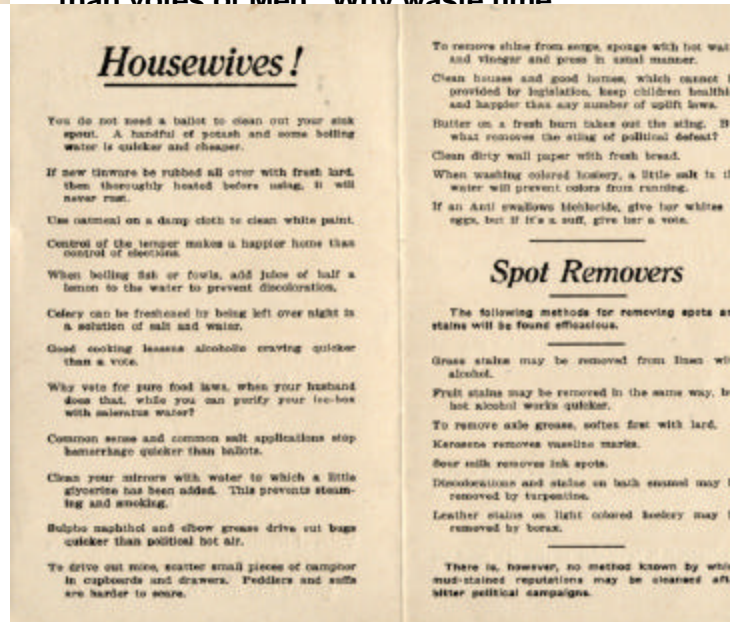 than votes of Men. Why waste time
Housewives!
You do not need a ballot to clean out your sink
spout. A handful of potash and some boiling
water is quicker and cheaper.
If new tinware be rubbed all over with fresh lard,
then thoroughly heated before using, it will
never rust.
Use oatmeal on a damp cloth to clean white paint.
Control of the temper makes a happier home than
control of elections.
When boiling fish or fowls, add juice of half a
lemon to the water to prevent discoloration.
Celery can be freshened by being left over night in
a solution of salt and water.
Good cooking lessens alcoholic craving quicker
than a vote.
Why vote for pure food laws, when your husband
does that, while you can purify your ice-box
with saleratus water?
Common sense and common salt applications stop
hemorrhage quicker than ballots.
Clean your mirrors with water to which a little
glycerine has been added. This prevents steam-
ing and smoking.
Sulpho naphthol and elbow grease drive out bugs
quicker than political hot air.
To drive out mice, scatter small pieces of camphor
in cupboards and drawers. Peddlers and suffs
are harder to scare.
To remove shine from serge, sponge with hot wat
and vinegar and press in usual manner.
Clean houses and good homes, which cannot b
provided by legislation, keep children healthi
and happier than any number of uplift laws.
Butter on a fresh burn takes out the sting. B
what removes the sting of political defeat?
Clean dirty wall paper with fresh bread.
When washing colored hosiery, a little salt in th
water will prevent colors from running.
If an Anti swallows bichloride, give her whites
eggs, but if it's a suff, give her a vote.
Spot Removers
The following methods for removing spots an
stains will be found efficacious.
Grass stains may be removed from linen wit
alcohol.
Fruit stains may be removed in the same way, b
hot alcohol works quicker.
To remove axle grease, soften first with lard.
Kerosene removes vaseline marks.
Sour milk removes ink spots.
Discolorations and stains on bath enamel may b
removed by turpentine.
Leather stains on light colored hosiery may b
removed by borax.
There is, however, no method known by whic
mud-stained reputations may be cleansed aft
bitter political campaigns.